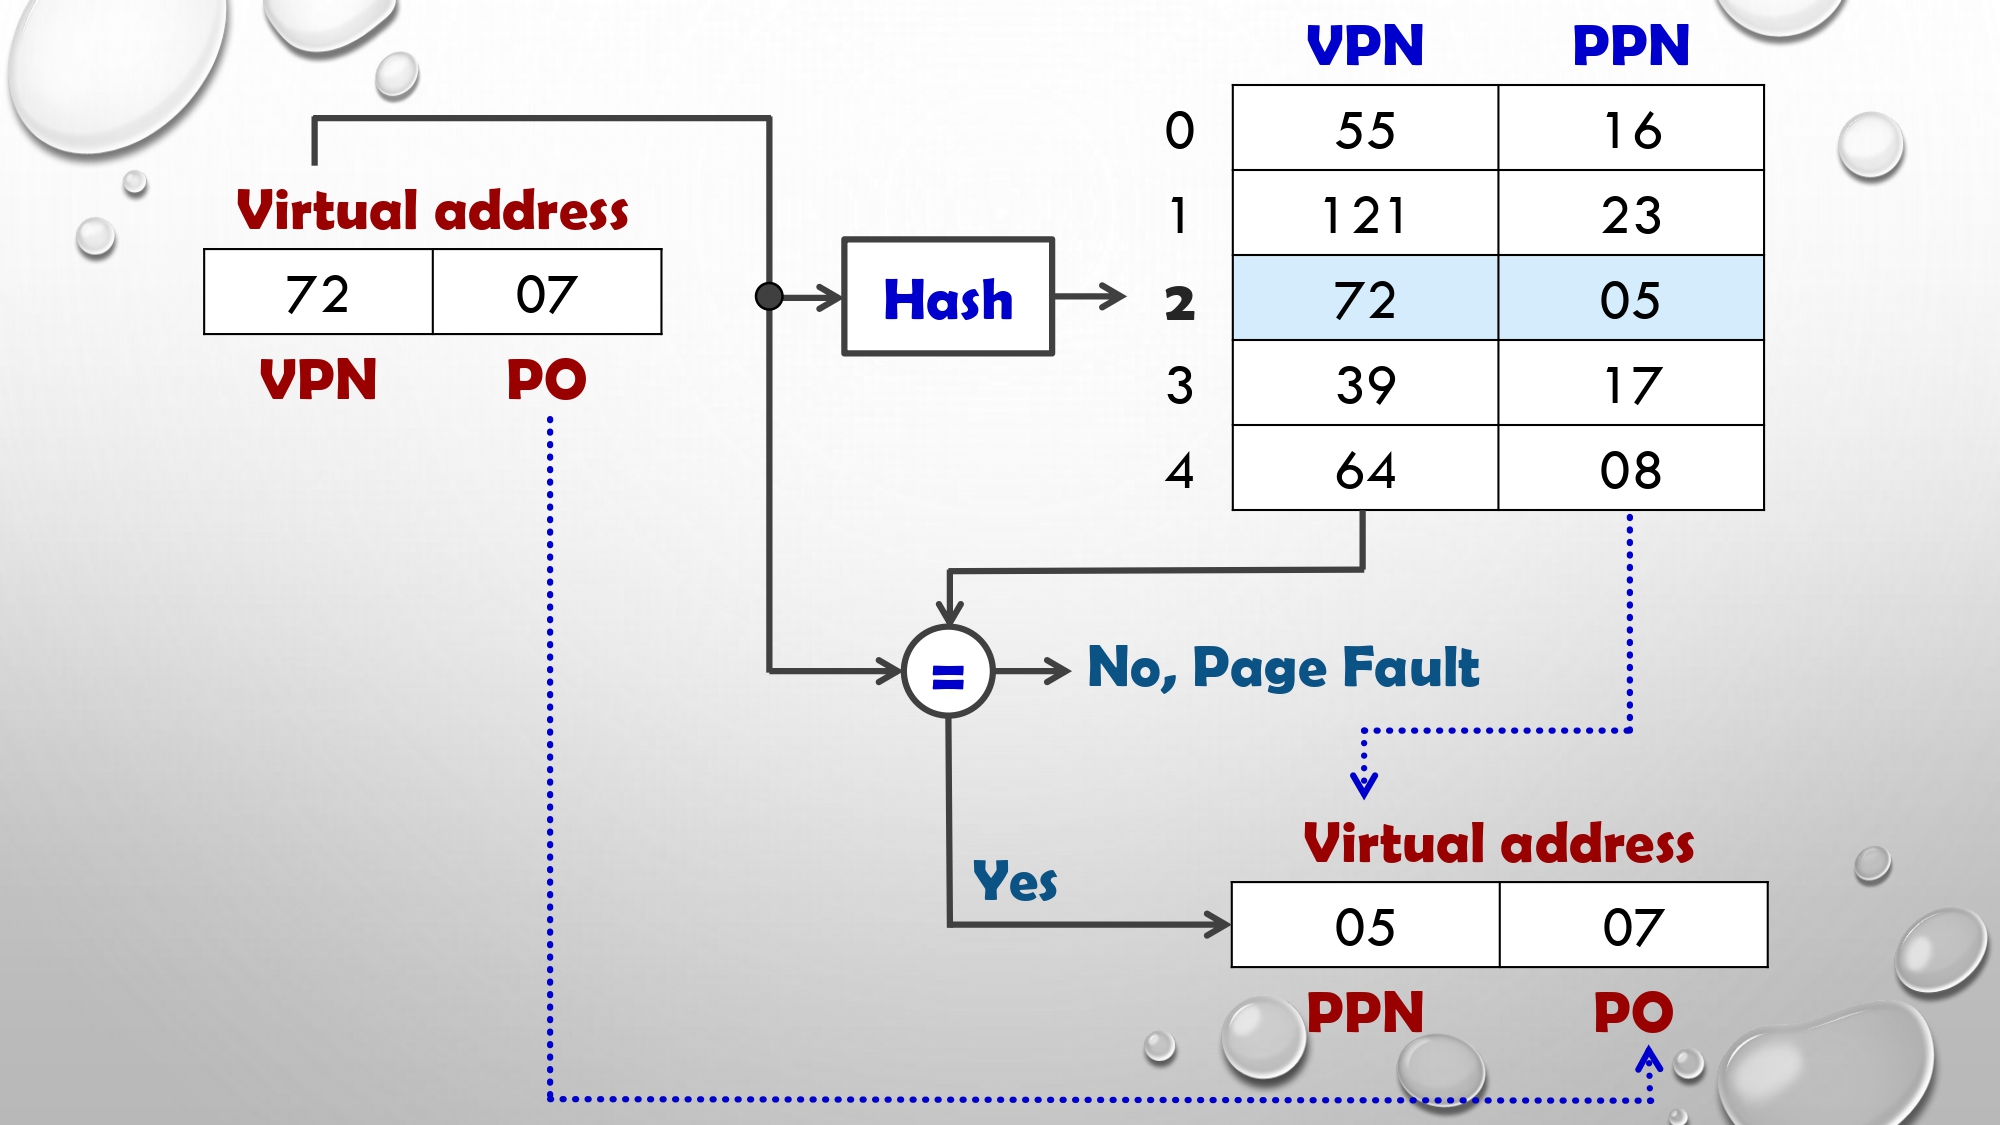 VPN PPN
0 55 16
1 121 23
2 72 05
3 39 17
4 64 08
Virtual address
72 07
VPN PO
Hash
=
No, Page Fault
Yes
Virtual address
05 07
PPN PO